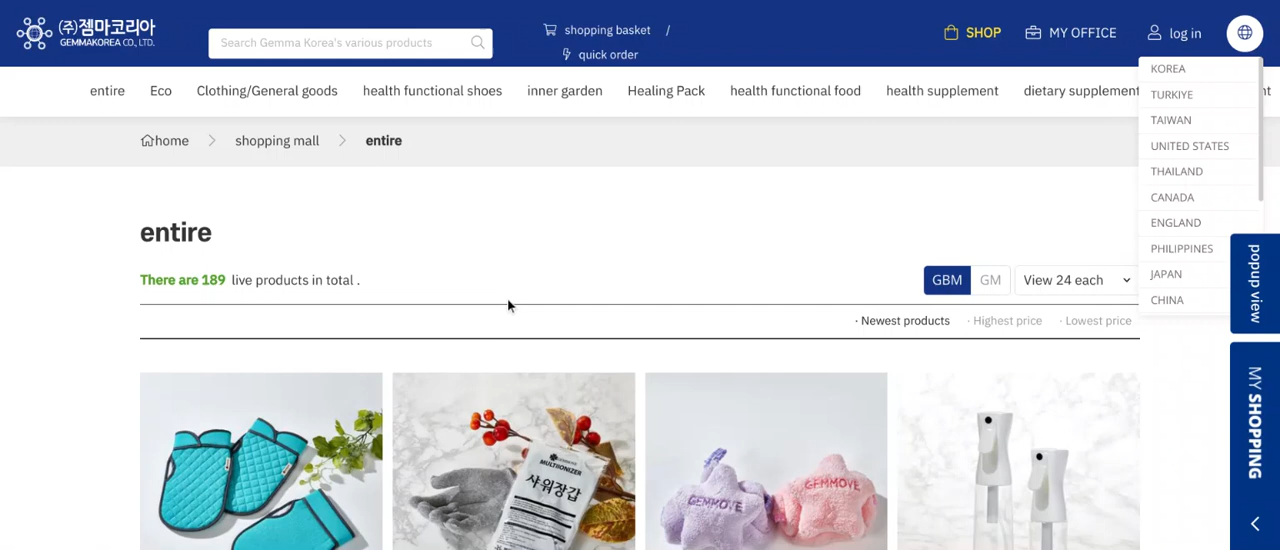 (주)젬마코리아
GEMMAKOREA CO., LTD.
Search Gemma Korea's various products
shopping basket /
quick order
SHOP
MY OFFICE
log in
entire Eco Clothing/General goods health functional shoes inner garden Healing Pack health functional food health supplement dietary supplement
KOREA
TURKIYE
TAIWAN
UNITED STATES
THAILAND
CANADA
ENGLAND
PHILIPPINES
JAPAN
CHINA
home shopping mall entire
entire
There are 189 live products in total .
GBM GM View 24 each
· Newest products · Highest price · Lowest price
popup view
MY SHOPPING
MULTHONIZER
샤워장갑
GEMMOVE
GEMMOVE